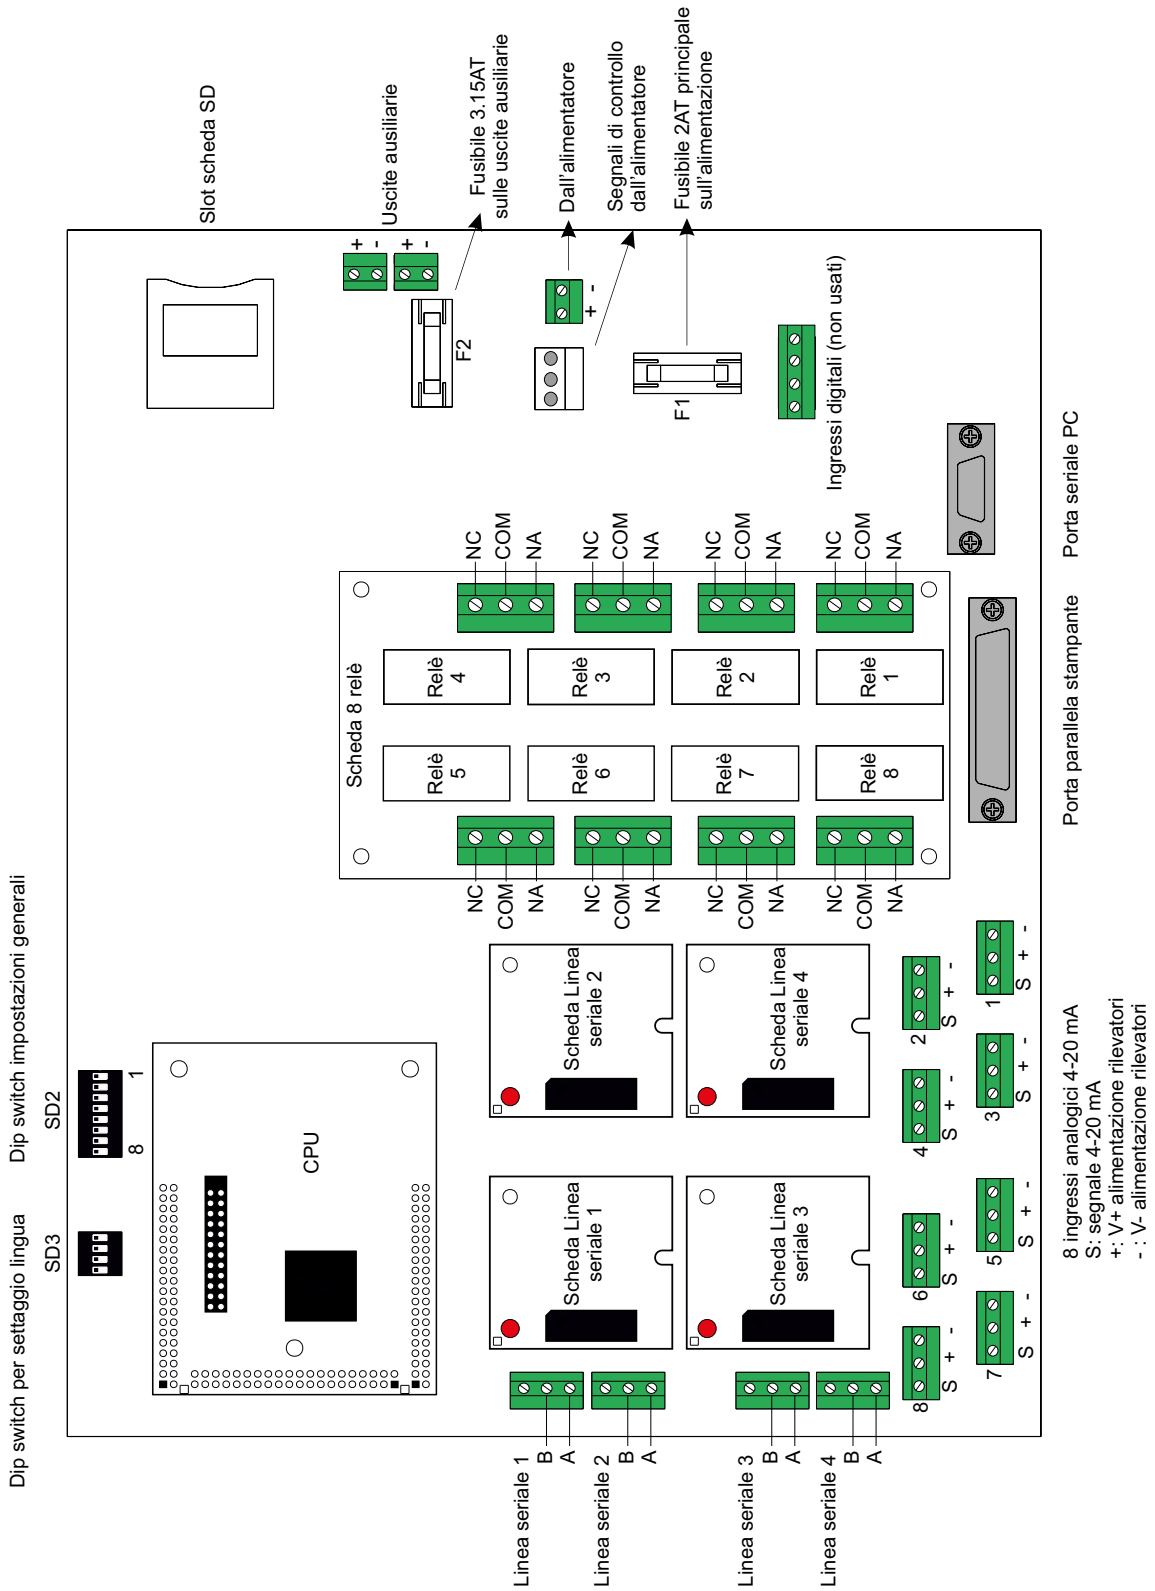 Dip switch per settaggio lingua
Dip switch impostazioni generali
SD3
SD2
8
1
CPU
Slot scheda SD
Uscite ausiliarie
+
-
+
-
F2
Fusibile 3.15AT
sulle uscite ausiliarie
Dall'alimentatore
+ -
Segnali di controllo
dall'alimentatore
F1
Fusibile 2AT principale
sull'alimentazione
Ingressi digitali (non usati)
Scheda 8 relè
Relè
5
Relè
4
Relè
6
Relè
3
Relè
7
Relè
2
Relè
8
Relè
1
NC
COM
NA
NC
COM
NA
NC
COM
NA
NC
COM
NA
NC
COM
NA
NC
COM
NA
NC
COM
NA
NC
COM
NA
Scheda Linea
seriale 1
Scheda Linea
seriale 2
Scheda Linea
seriale 3
Scheda Linea
seriale 4
Linea seriale 1
B
A
Linea seriale 2
B
A
Linea seriale 3
B
A
Linea seriale 4
B
A
8
S + -
6
S + -
4
S + -
2
S + -
7
S + -
5
S + -
3
S + -
1
S + -
Porta parallela stampante
Porta seriale PC
8 ingressi analogici 4-20 mA
S: segnale 4-20 mA
+: V+ alimentazione rilevatori
- : V- alimentazione rilevatori